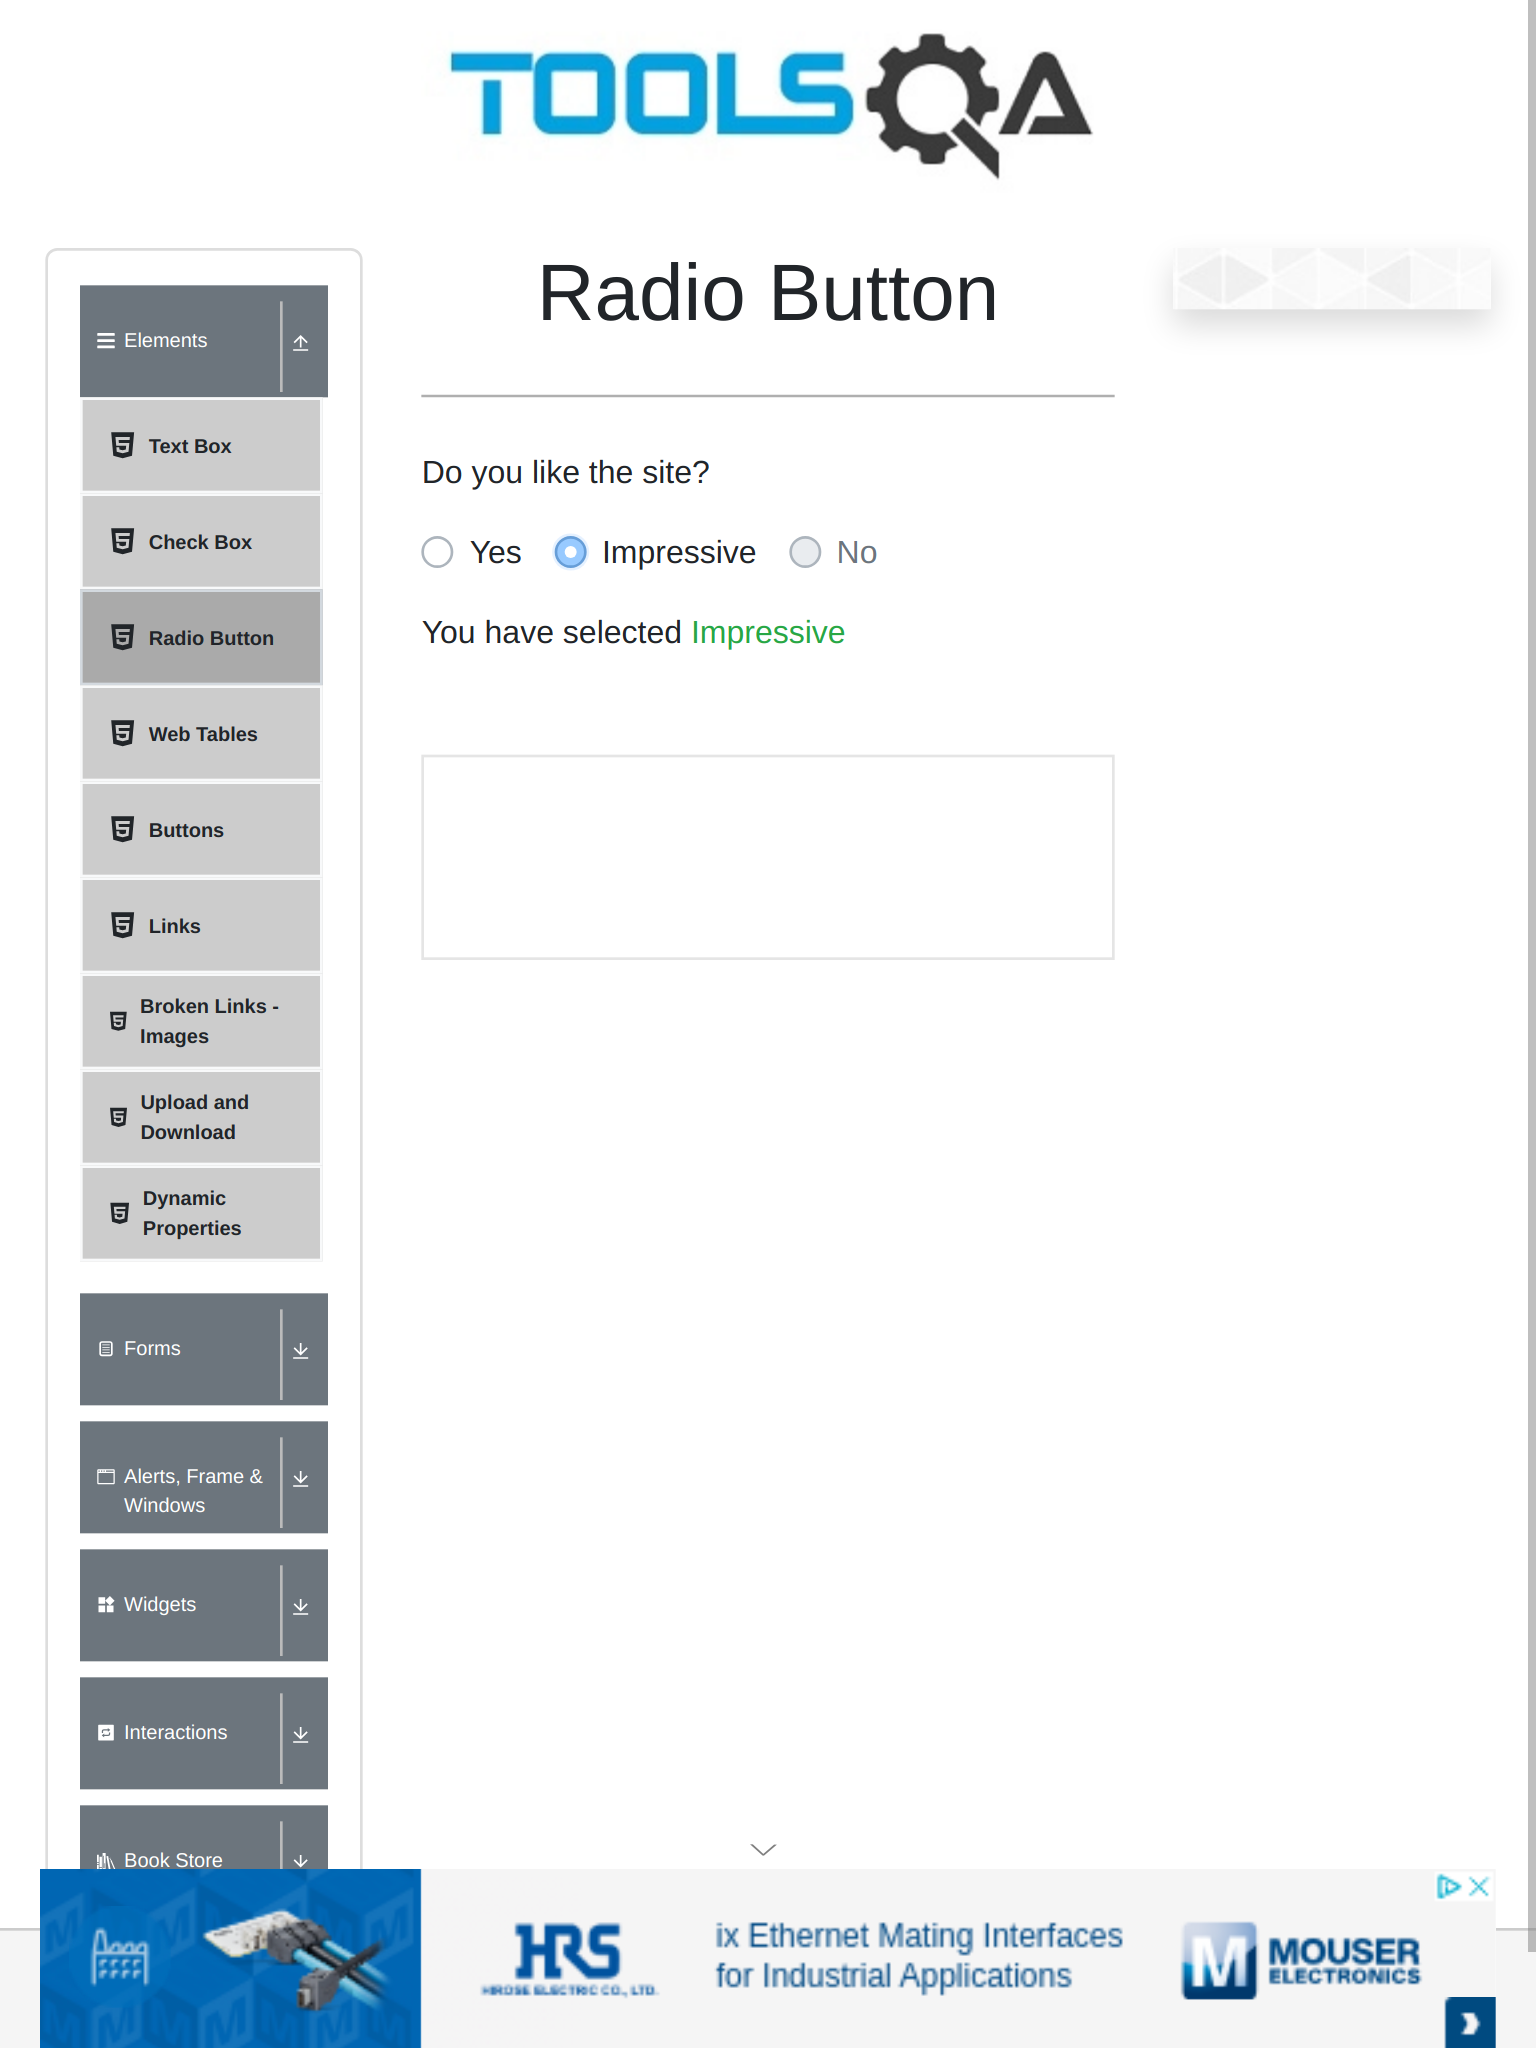 TOOLSQA
Elements
Text Box
Check Box
Radio Button
Web Tables
Buttons
Links
Broken Links -
Images
Upload and
Download
Dynamic
Properties
Forms
Alerts, Frame &
Windows
Widgets
Interactions
Book Store
Radio Button
Do you like the site?
Yes Impressive No
You have selected Impressive
HRS
HIROSE ELECTRIC CO., LTD.
ix Ethernet Mating Interfaces
for Industrial Applications
M MOUSER
ELECTRONICS